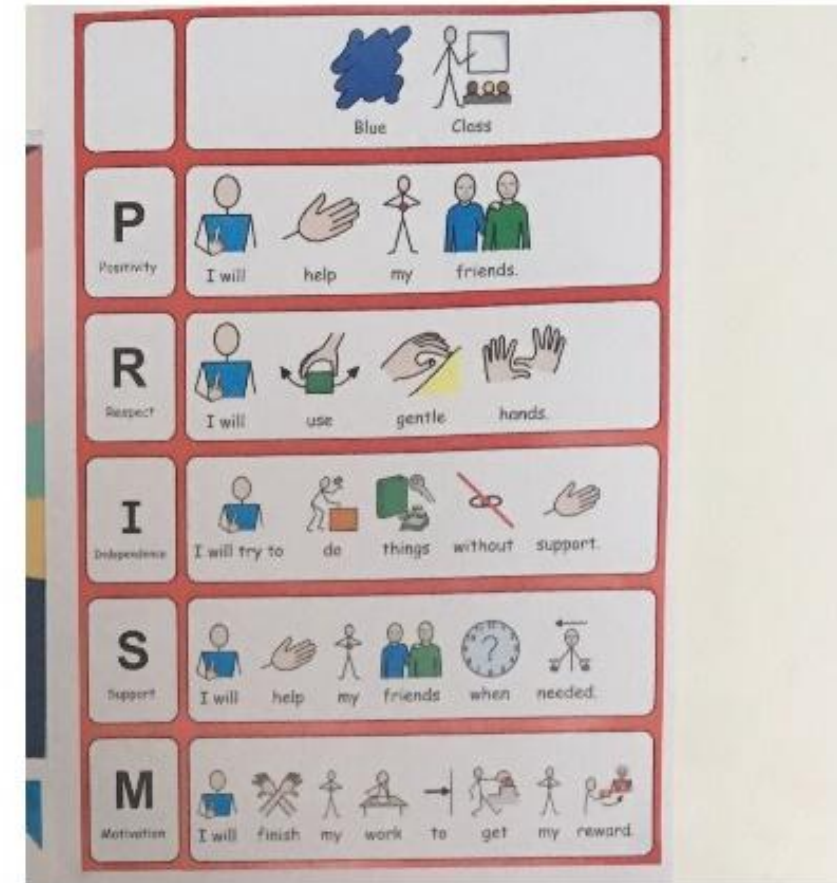 Blue Class
P
Positivity
I will help my friends.
R
Respect
I will use gentle hands.
I
Independence
I will try to do things without support.
S
Support
I will help my friends when needed.
M
Motivation
I will finish my work to get my reward.